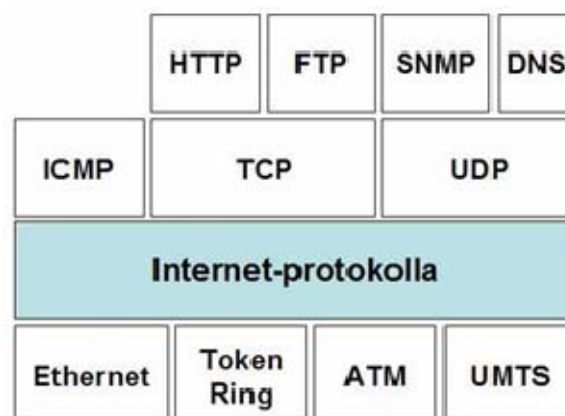 HTTP FTP SNMP DNS
ICMP TCP UDP
Internet-protokolla
Ethernet Token Ring ATM UMTS